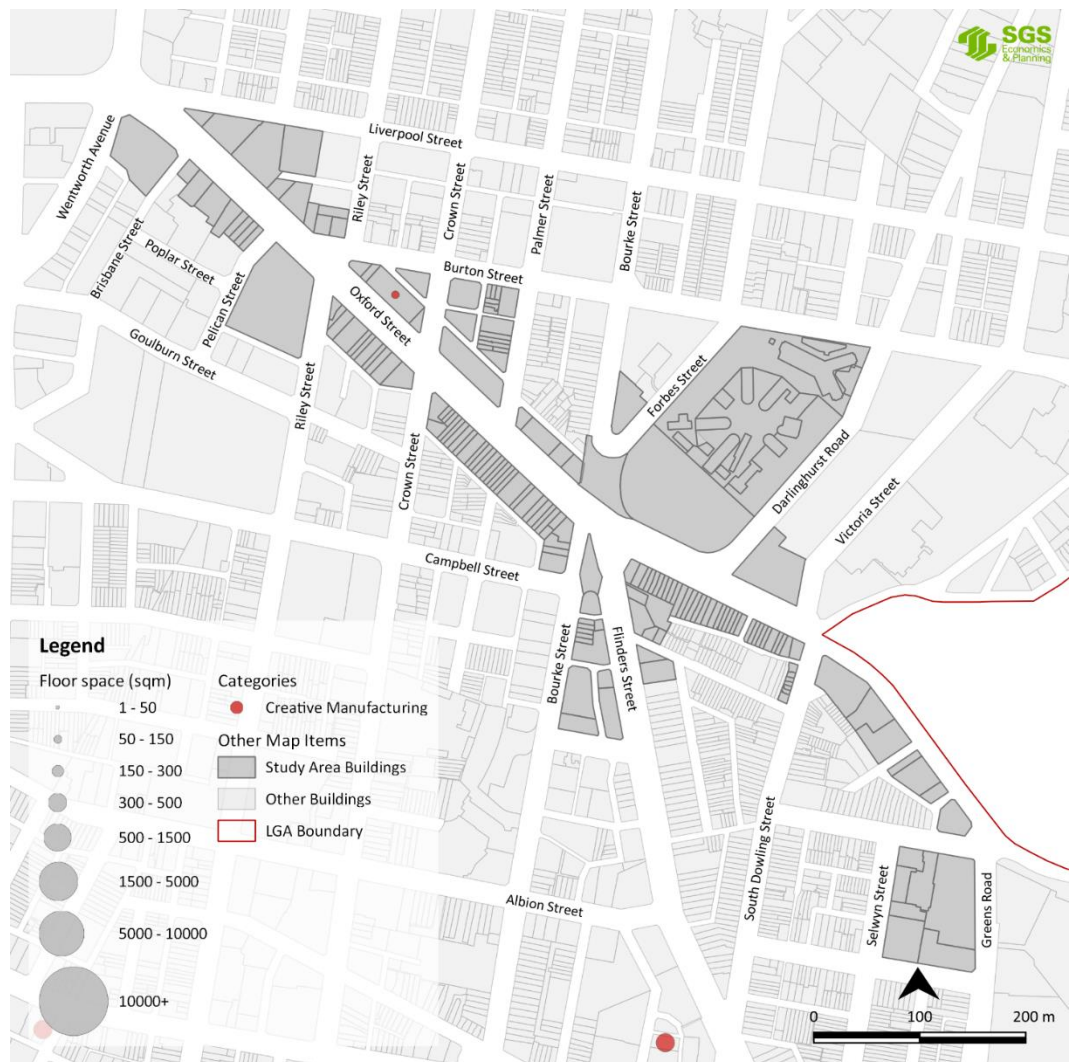 SGS
Economics
& Planning
Liverpool Street
Wentworth Avenue
Riley Street
Crown Street
Palmer Street
Bourke Street
Brisbane Street
Poplar Street
Pelican Street
Burton Street
Oxford Street
Goulburn Street
Riley Street
Forbes Street
Crown Street
Darlinghurst Road
Victoria Street
Campbell Street
Bourke Street
Flinders Street
South Dowling Street
Albion Street
Selwyn Street
Greens Road
Legend
Floor space (sqm)
1 - 50
50 - 150
150 - 300
300 - 500
500 - 1500
1500 - 5000
5000 - 10000
10000+
Categories
Creative Manufacturing
Other Map Items
Study Area Buildings
Other Buildings
LGA Boundary
0 100 200 m